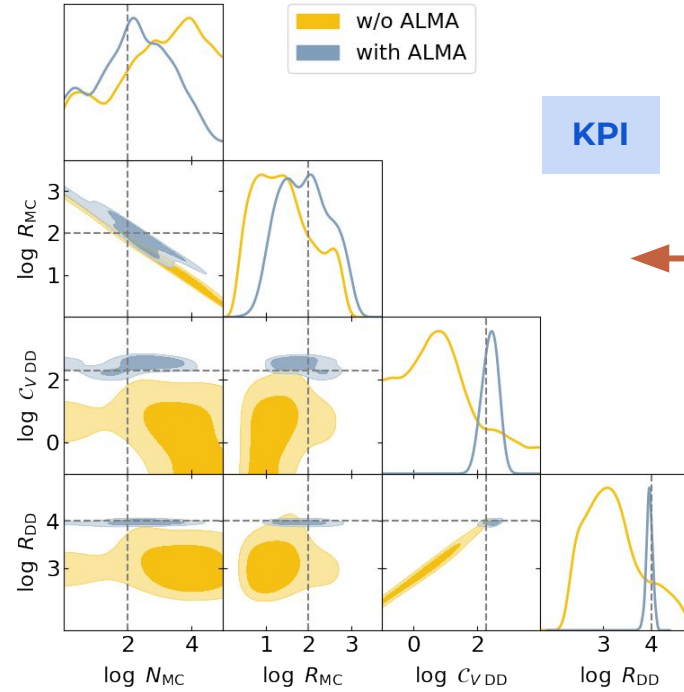 w/o ALMA
with ALMA
KPI
3
2
1
log R_MC
2
0
log C_V DD
4
3
log R_DD
2 4
1 2 3
0 2
3 4
log N_MC
log R_MC
log C_V DD
log R_DD